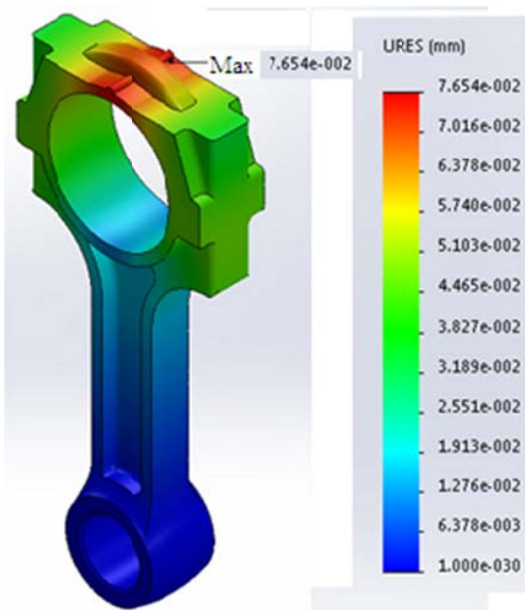 Max 7.654e-002
URES (mm)
7.654e-002
7.016e-002
6.378e-002
5.740e-002
5.103e-002
4.465e-002
3.827e-002
3.189e-002
2.551e-002
1.913e-002
1.276e-002
6.378e-003
1.000e-030